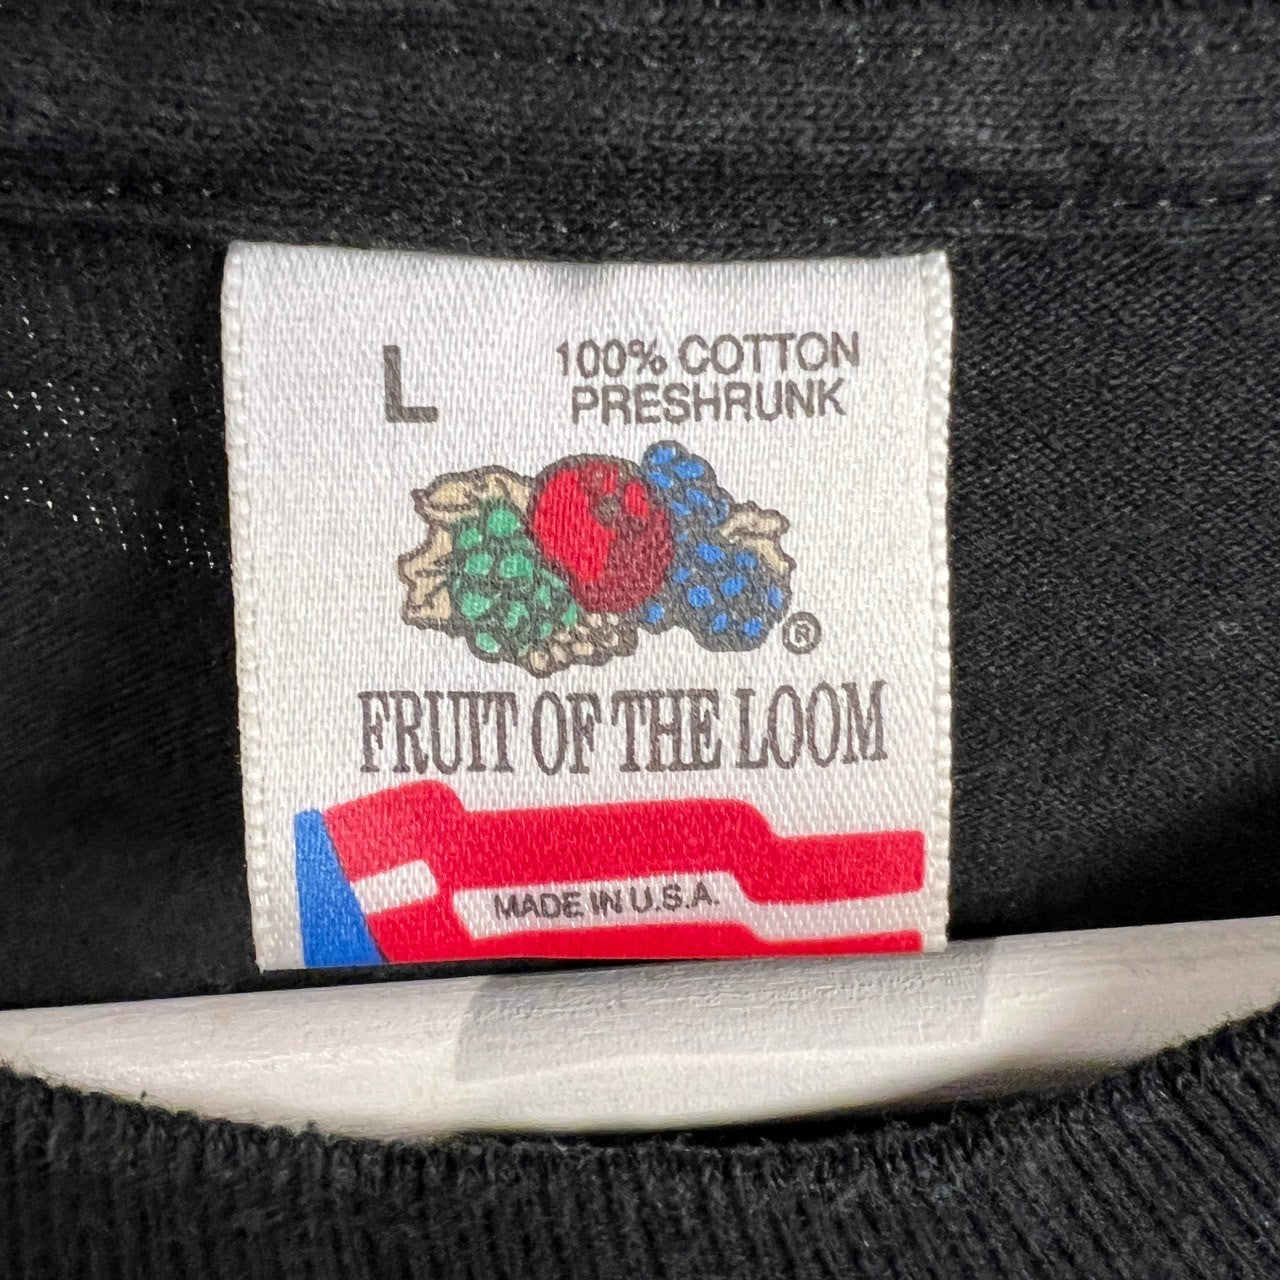 L
100% COTTON
PRESHRUNK
®
FRUIT OF THE LOOM
MADE IN U.S.A.